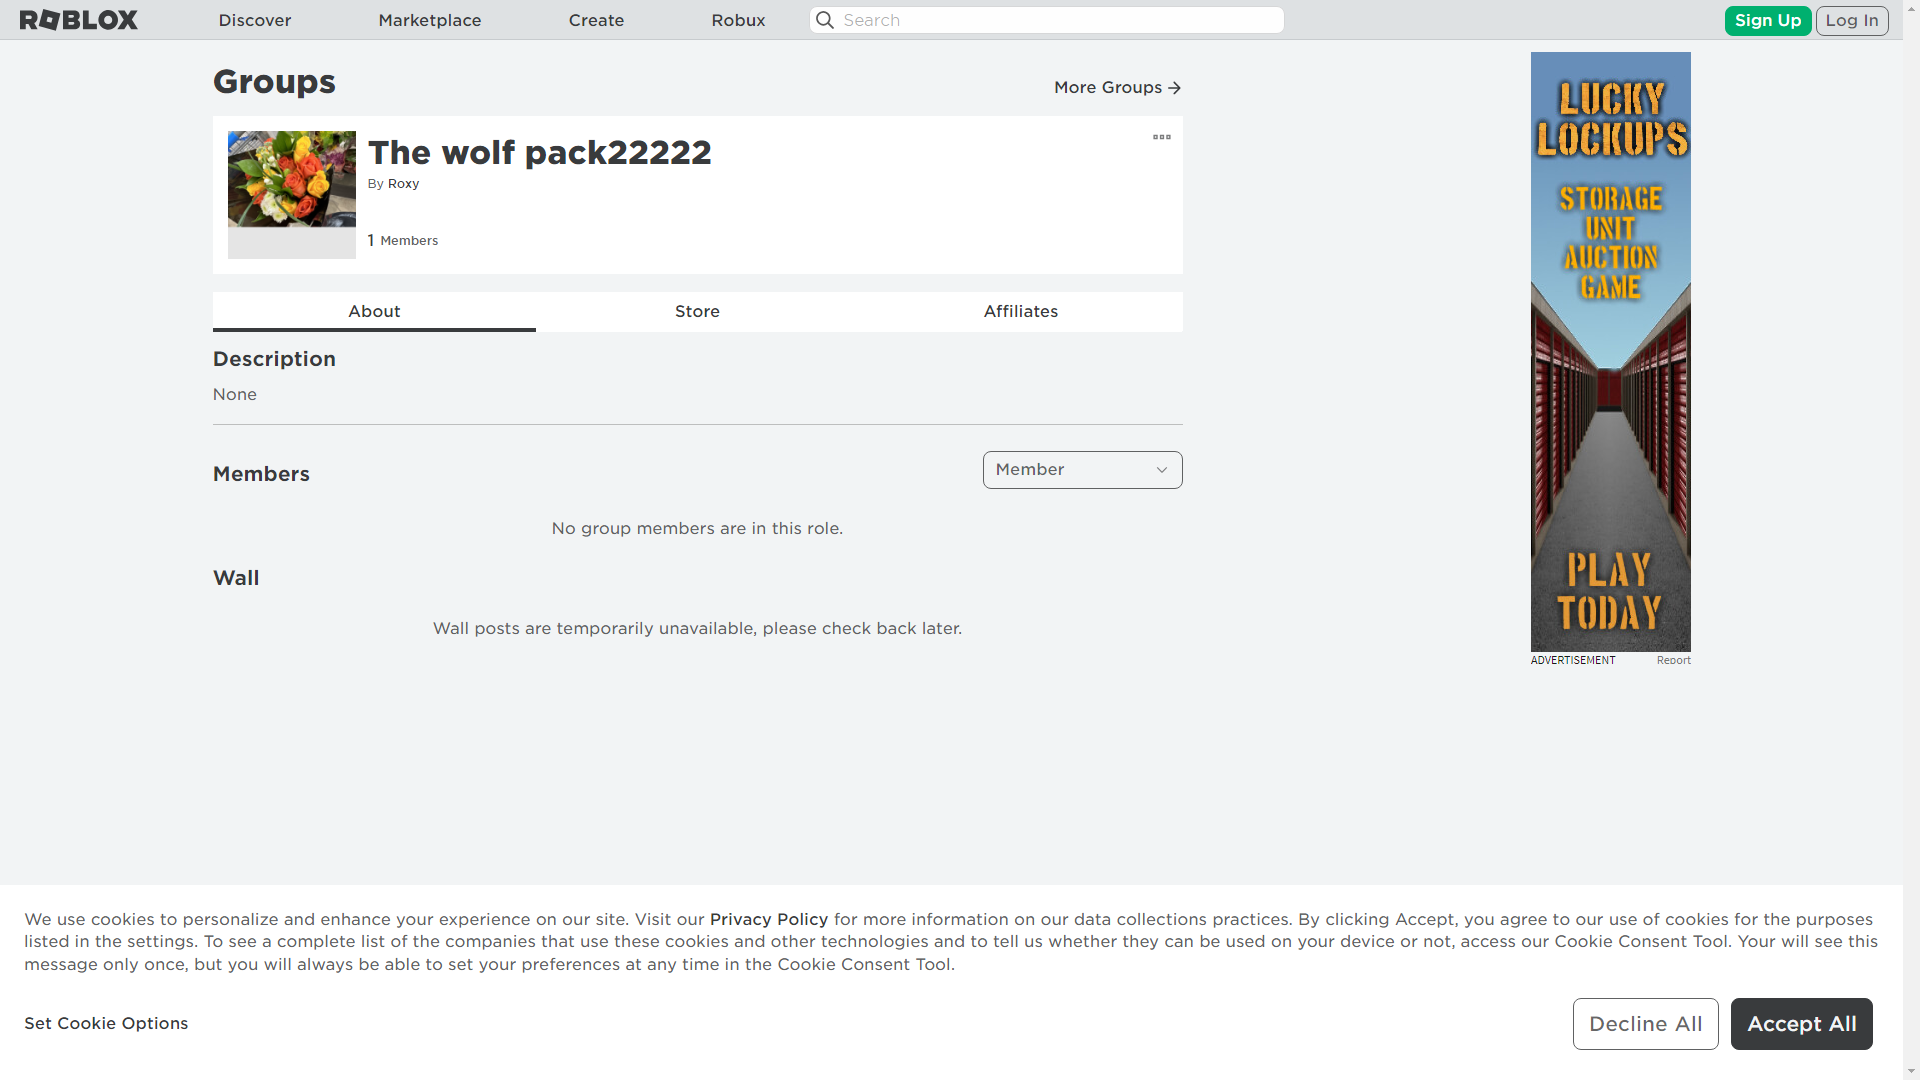 ROBLOX
Discover
Marketplace
Create
Robux
Search
Sign Up
Log In
Groups
More Groups
The wolf pack22222
By Roxy
1 Members
About
Store
Affiliates
Description
None
Members
Member
No group members are in this role.
Wall
Wall posts are temporarily unavailable, please check back later.
LUCKY
LOCKUPS
STORAGE
UNIT
AUCTION
GAME
PLAY
TODAY
ADVERTISEMENT
Report
We use cookies to personalize and enhance your experience on our site. Visit our Privacy Policy for more information on our data collections practices. By clicking Accept, you agree to our use of cookies for the purposes
listed in the settings. To see a complete list of the companies that use these cookies and other technologies and to tell us whether they can be used on your device or not, access our Cookie Consent Tool. Your will see this
message only once, but you will always be able to set your preferences at any time in the Cookie Consent Tool.
Set Cookie Options
Decline All
Accept All